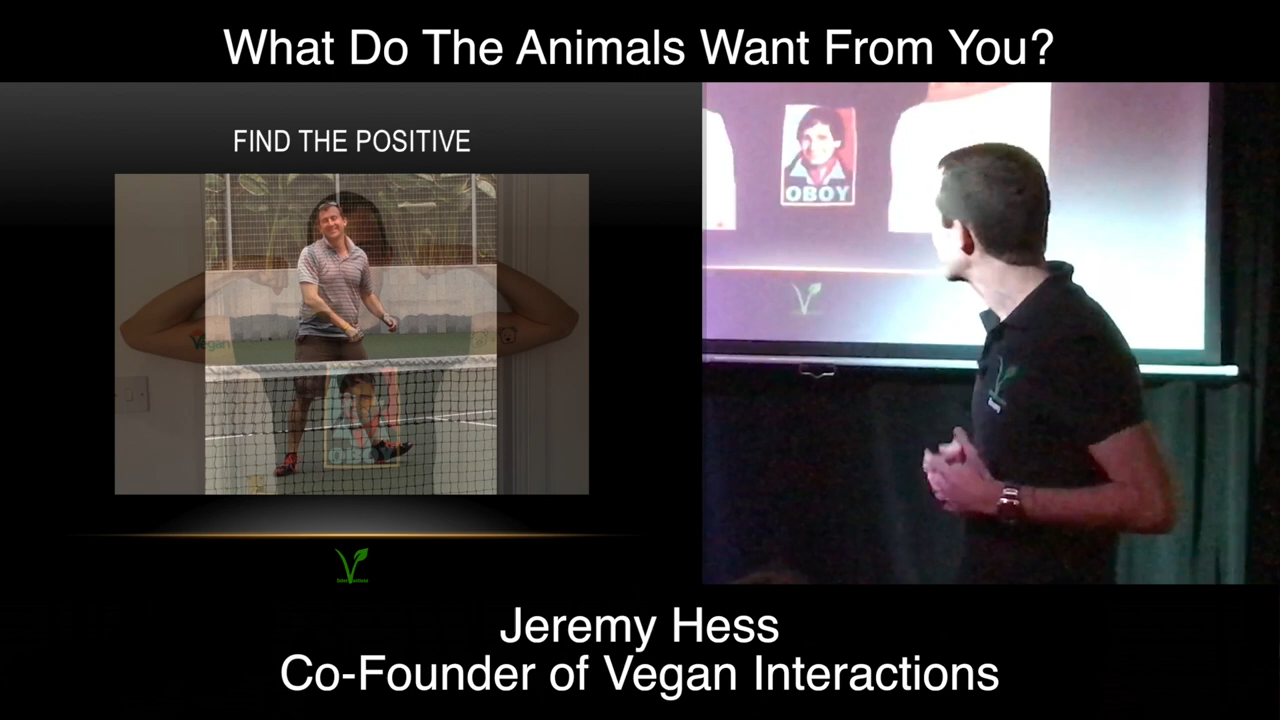 What Do The Animals Want From You?
FIND THE POSITIVE
Vegan
OBOY
OBOY
Jeremy Hess
Co-Founder of Vegan Interactions